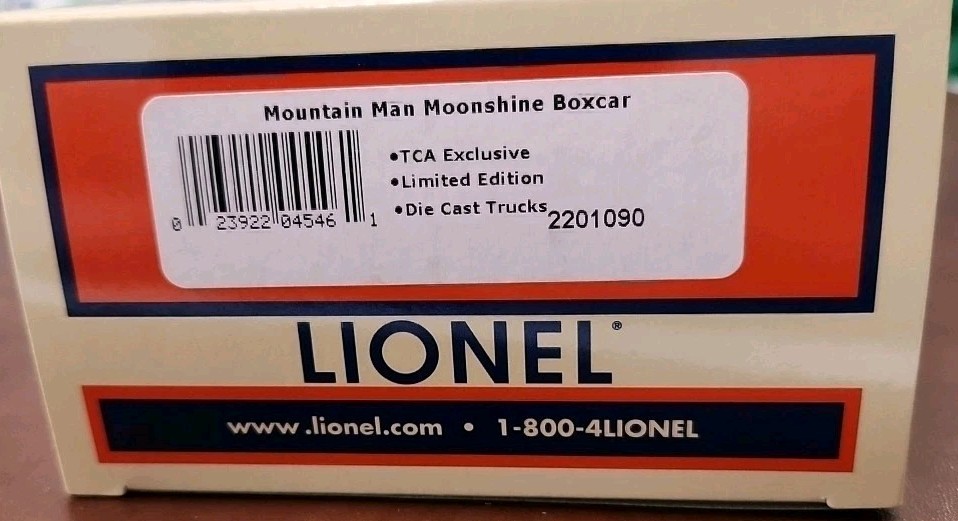 Mountain Man Moonshine Boxcar
•TCA Exclusive
•Limited Edition
•Die Cast Trucks
2201090
0 23922 04546 1
LIONEL®
www.lionel.com • 1-800-4LIONEL